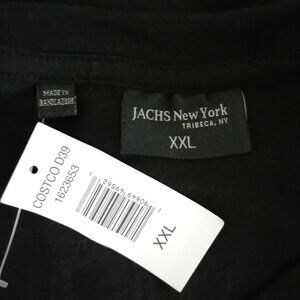 MADE IN
BANGLADESH
JACHS New York
TRIBECA, NY
XXL
COSTCO D39
1623653
XXL